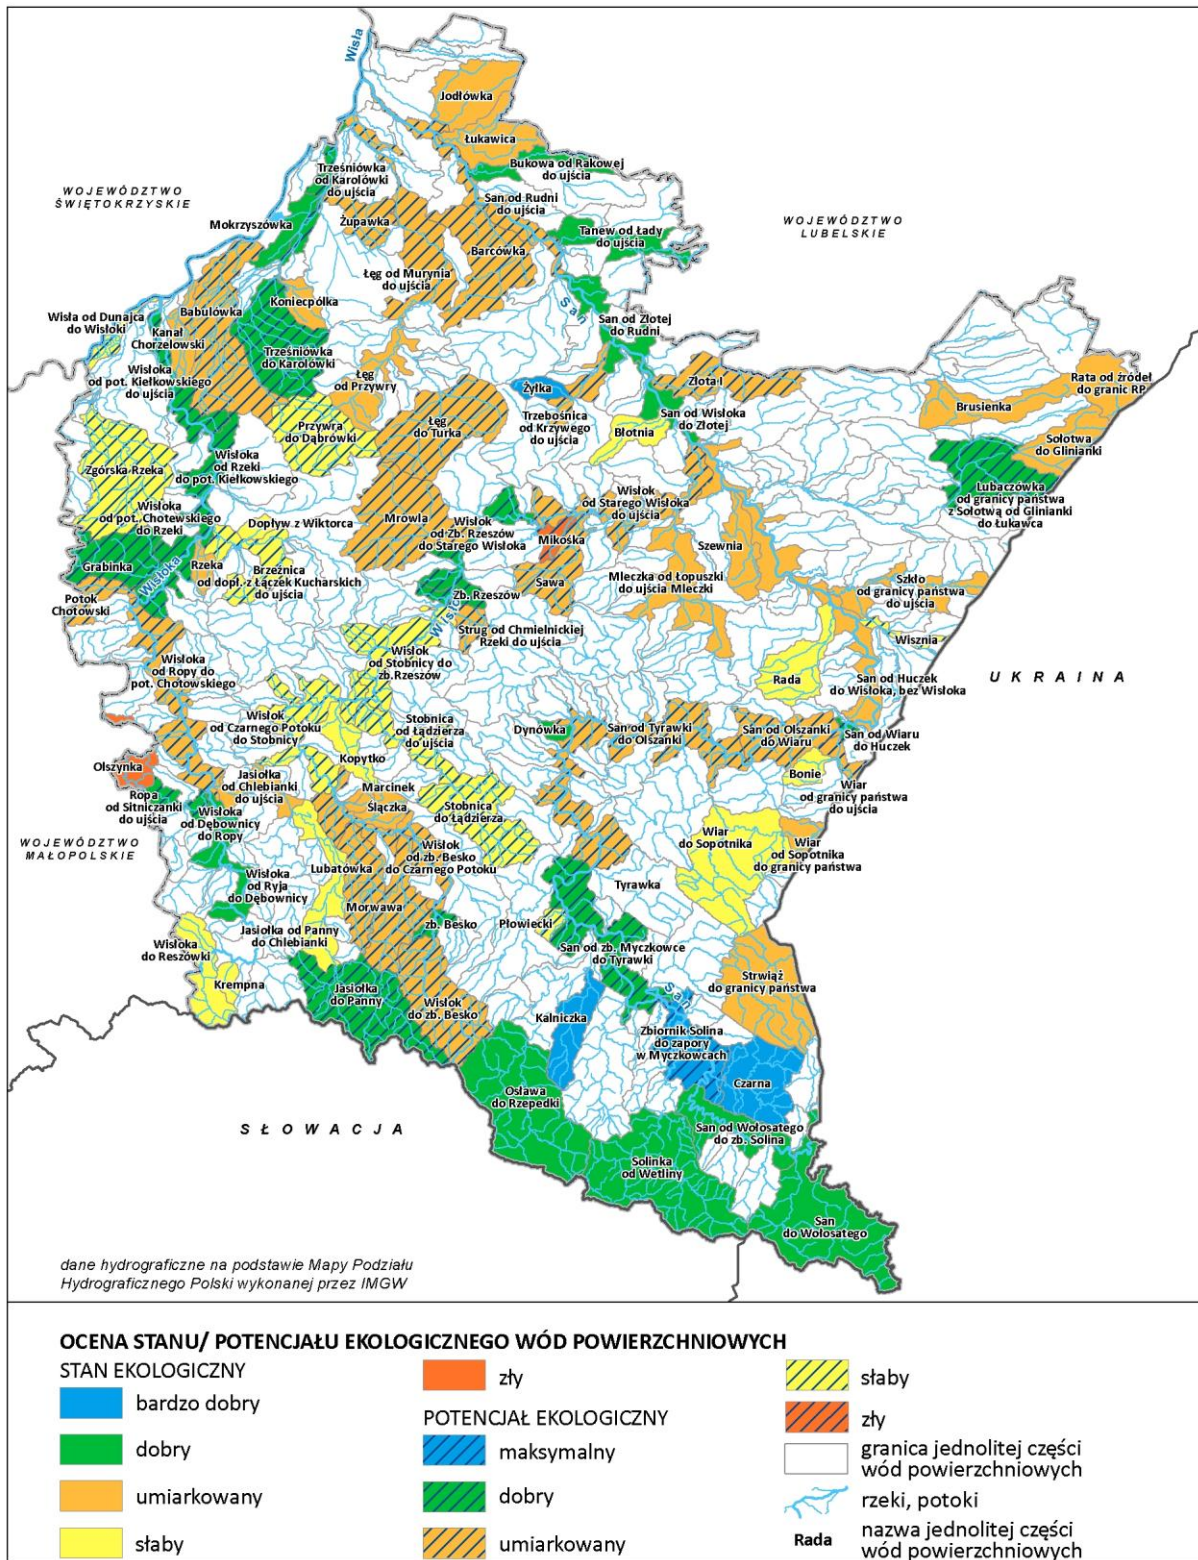 Wisła
Jodłówka
Łukawica
Bukowa od Rakowej
do ujścia
WOJEWÓDZTWO
ŚWIĘTOKRZYSKIE
Trześniówka
od Karolówki
do ujścia
San od Rudni
do ujścia
WOJEWÓDZTWO
LUBELSKIE
Mokrzyszówka
Żupawka
Tanew od Łady
do ujścia
Barcówka
Łęg od Murynia
do ujścia
Koniecpólka
San
Babulówka
Wisła od Dunajca
do Wisłoki
Kanał
Chorzelowski
San od Złotej
do Rudni
Trześniówka
do Karolówki
Wisłoka
od pot. Kiełkowskiego
do ujścia
Łęg
od Przywry
Żyłka
Złota I
Rata od źródeł
do granic RP
Brusienka
Trzebośnica
od Krzywego
do ujścia
San od Wisłoka
do Złotej
Przywra
do Dąbrówki
Łęg
do Turka
Błotnia
Sołotwa
do Glinianki
Zgórska Rzeka
Wisłoka
od Rzeki
do pot. Kiełkowskiego
Lubaczówka
od granicy państwa
z Sołotwą od Glinianki
do Łukawca
Wisłoka
od pot. Chotewskiego
do Rzeki
Dopływ z Wiktorca
Mrowla
Wisłok
od Zb. Rzeszów
do Starego Wisłoka
Wisłok
od Starego Wisłoka
do ujścia
Mikośka
Szewnia
Grabinka
Wisłoka
Rzeka
Brzeźnica
od dopł. z Łączek Kucharskich
do ujścia
Sawa
Mleczka od Łopuszki
do ujścia Mleczki
Szkło
od granicy państwa
do ujścia
Potok
Chotowski
Zb. Rzeszów
Wisłok
Strug od Chmielnickiej
Rzeki do ujścia
Wisznia
Wisłoka
od Ropy do
pot. Chotowskiego
Wisłok
od Stobnicy do
zb. Rzeszów
Rada
San od Huczek
do Wisłoka, bez Wisłoka
UKRAINA
Wisłok
od Czarnego Potoku
do Stobnicy
Stobnica
od Łądzierza
do ujścia
Dynówka
San od Tyrawki
do Olszanki
San od Olszanki
do Wiaru
San od Wiaru
do Huczek
Olszynka
Kopytko
Bonie
Jasiołka
od Chlebianki
do ujścia
Marcinek
Ślączka
Wiar
od granicy państwa
do ujścia
Ropa
od Sitniczanki
do ujścia
Wisłoka
od Dębownicy
do Ropy
Stobnica
do Łądzierza
WOJEWÓDZTWO
MAŁOPOLSKIE
Wiar
do Sopotnika
Wiar
od Sopotnika
do granicy państwa
Wisłok
od zb. Besko
do Czarnego Potoku
Lubatówka
Wisłoka
od Ryja
do Dębownicy
Tyrawka
Morwawa
zb. Besko
Płowiecki
Jasiołka od Panny
do Chlebianki
Wisłoka
do Reszówki
San od zb. Myczkowce
do Tyrawki
Krempna
Jasiołka
do Panny
Strwiąż
do granicy państwa
San
Wisłok
do zb. Besko
Kalniczka
Zbiornik Solina
do zapory
w Myczkowcach
Czarna
Osława
do Rzepedki
SŁOWACJA
San od Wołosatego
do zb. Solina
Solinka
od Wetliny
San
do Wołosatego
dane hydrograficzne na podstawie Mapy Podziału
Hydrograficznego Polski wykonanej przez IMGW
OCENA STANU/ POTENCJAŁU EKOLOGICZNEGO WÓD POWIERZCHNIOWYCH
STAN EKOLOGICZNY
bardzo dobry
dobry
umiarkowany
słaby
zły
POTENCJAŁ EKOLOGICZNY
maksymalny
dobry
umiarkowany
słaby
zły
granica jednolitej części
wód powierzchniowych
rzeki, potoki
Rada
nazwa jednolitej części
wód powierzchniowych